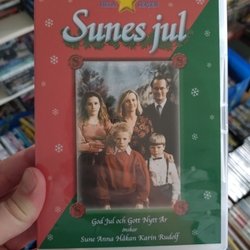 Sunes jul
God Jul och Gott Nytt År
önskar
Sune Anna Håkan Karin Rudolf